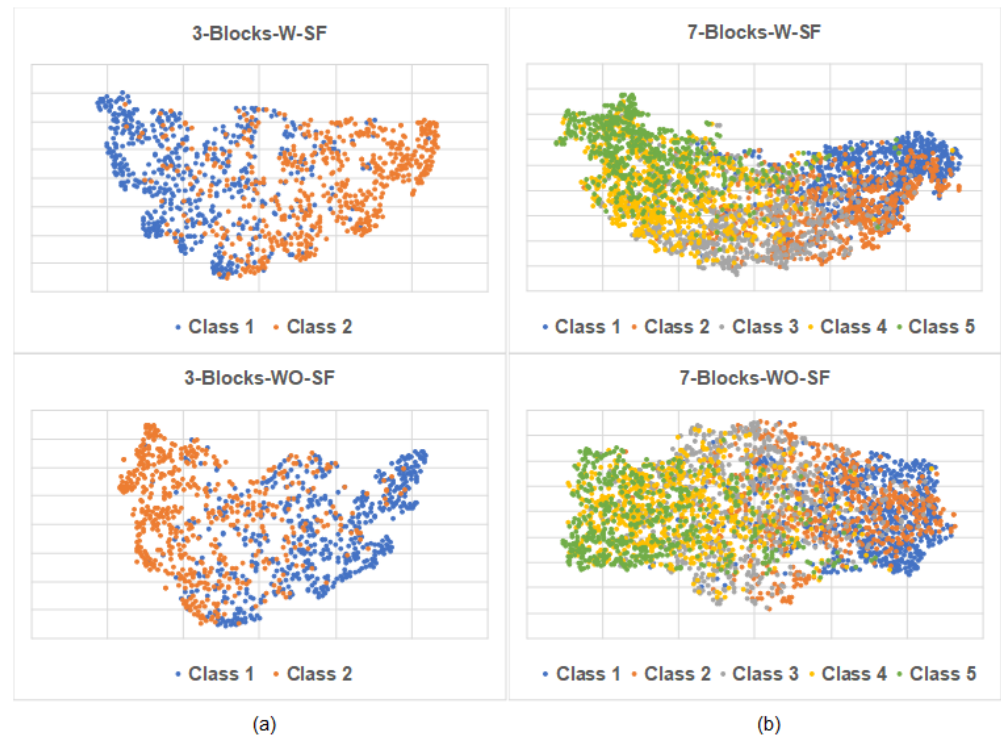 3-Blocks-W-SF
Class 1 Class 2
7-Blocks-W-SF
Class 1 Class 2 Class 3 Class 4 Class 5
3-Blocks-WO-SF
Class 1 Class 2
7-Blocks-WO-SF
Class 1 Class 2 Class 3 Class 4 Class 5
(a)
(b)